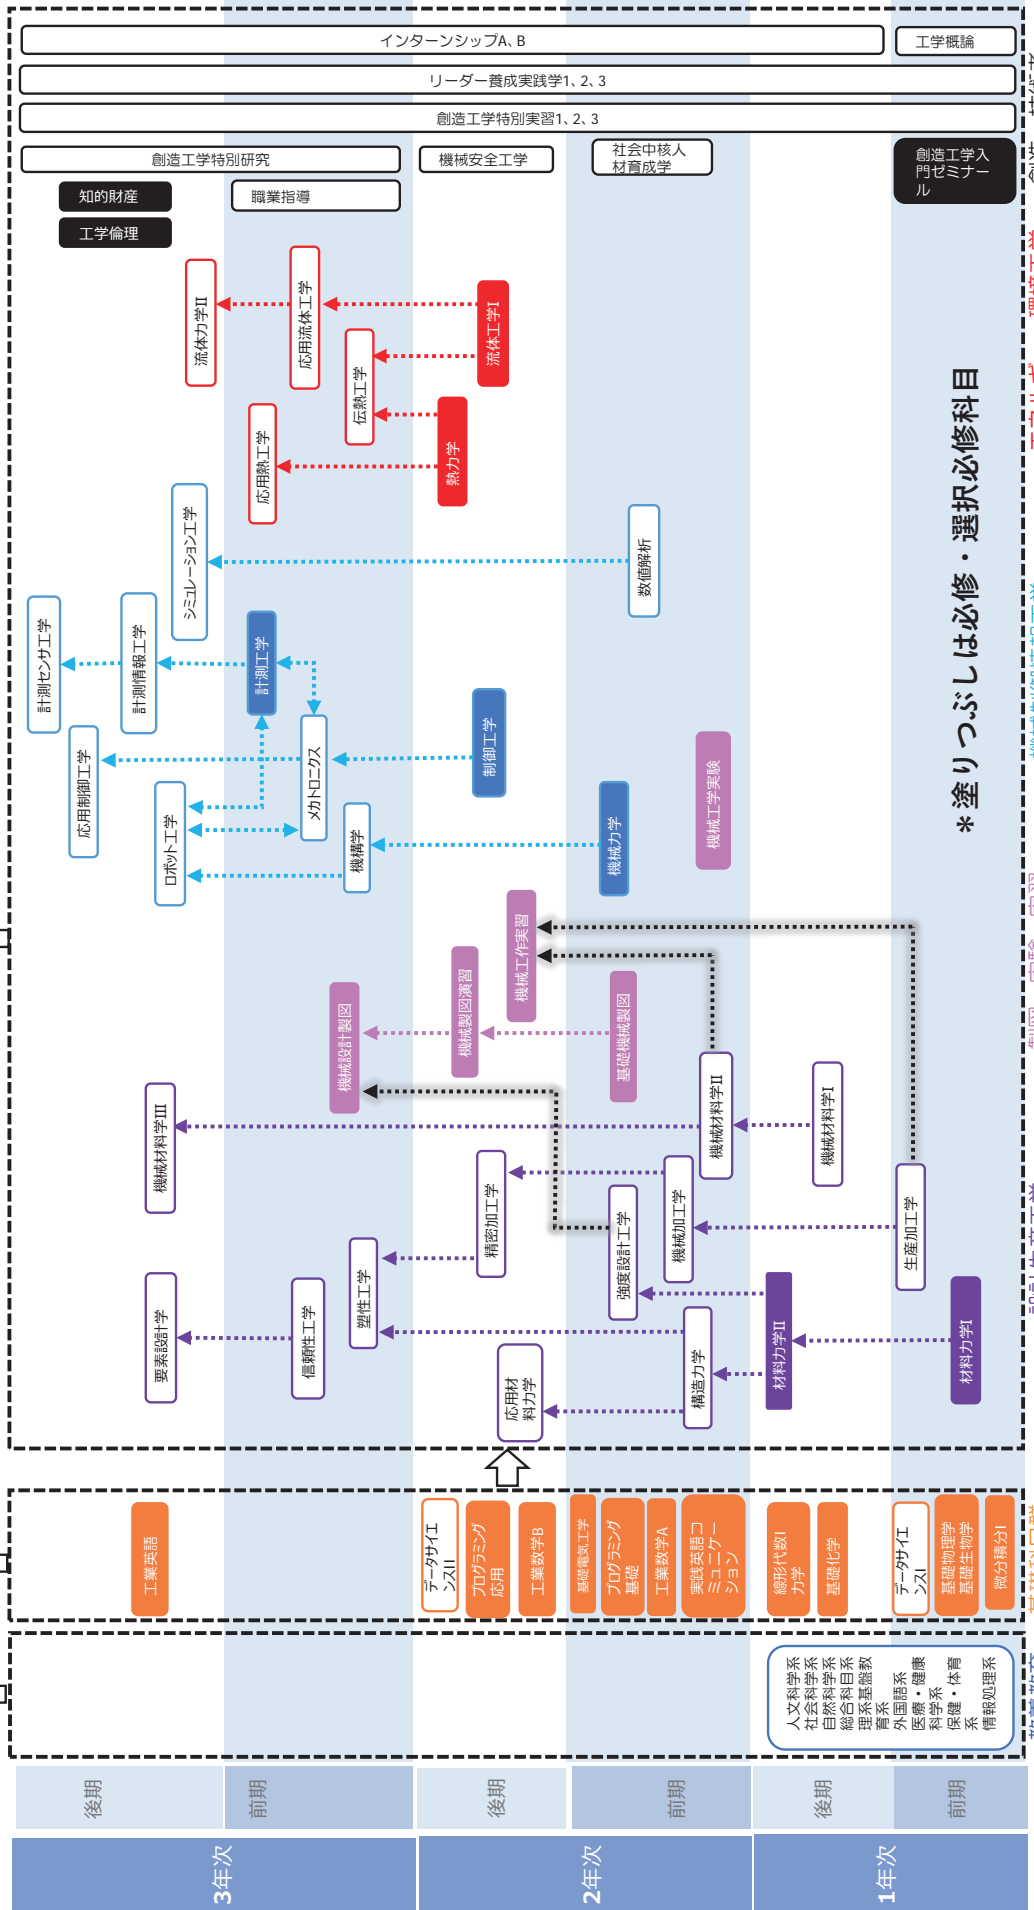 インターンシップA、B
工学概論
リーダー養成実践学1、2、3
創造工学特別実習1、2、3
創造工学特別研究
機械安全工学
社会中核人
材育成学
創造工学入
門ゼミナー
ル
知的財産
職業指導
工学倫理
流体力学II
応用流体工学
流体工学I
伝熱工学
応用熱工学
熱力学
シミュレーション工学
数値解析
計測センサ工学
計測情報工学
計測工学
メカトロニクス
制御工学
応用制御工学
ロボット工学
機構学
機械力学
機械工学実験
＊塗りつぶしは必修・選択必修科目
機械工作実習
機械設計製図
機械製図演習
基礎機械製図
機械材料学III
機械材料学II
機械材料学I
精密加工学
機械加工学
生産加工学
強度設計工学
塑性工学
要素設計学
信頼性工学
応用材
料力学
構造力学
材料力学II
材料力学I
工業英語
データサイエ
ンスII
プログラミング
応用
工業数学B
基礎電気工学
プログラミング
基礎
工業数学A
実践英語コ
ミュニケー
ション
線形代数I
力学
基礎化学
データサイエ
ンスI
基礎物理学
基礎生物学
微分積分I
人文科学系
社会科学系
自然科学系
総合科目系
理系基盤教
育系
外国語系
医療・健康
科学系
保健・体育
系
情報処理系
後期
前期
後期
前期
後期
前期
3年次
2年次
1年次